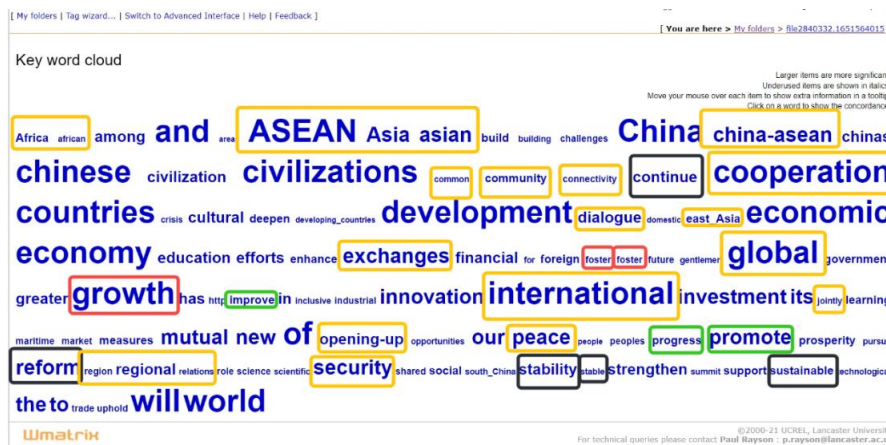 [ My folders | Tag wizard... | Switch to Advanced Interface | Help | Feedback ]
[ You are here > My folders > file2840332.1651564015
Key word cloud
Larger items are more significan
Underused items are shown in italics
Move your mouse over each item to show extra information in a tooltip
Click on a word to show the concordance
Africa african among and area ASEAN Asia asian build building challenges China china-asean chinas
chinese civilization civilizations common community connectivity continue cooperation
countries crisis cultural deepen developing_countries development dialogue domestic east_Asia economic
economy education efforts enhance exchanges financial for foreign foster foster future gentlemen global governmen
greater growth has http improve in inclusive industrial innovation international investment its jointly learning
maritime market measures mutual new of opening-up opportunities our peace people peoples progress promote prosperity pursu
reform region regional relations role science scientific security shared social south_China stability stable strengthen summit support sustainable technologica
the to trade uphold will world
Wmatrix
©2000-21 UCREL, Lancaster Universit
For technical queries please contact Paul Rayson : p.rayson@lancaster.ac.u